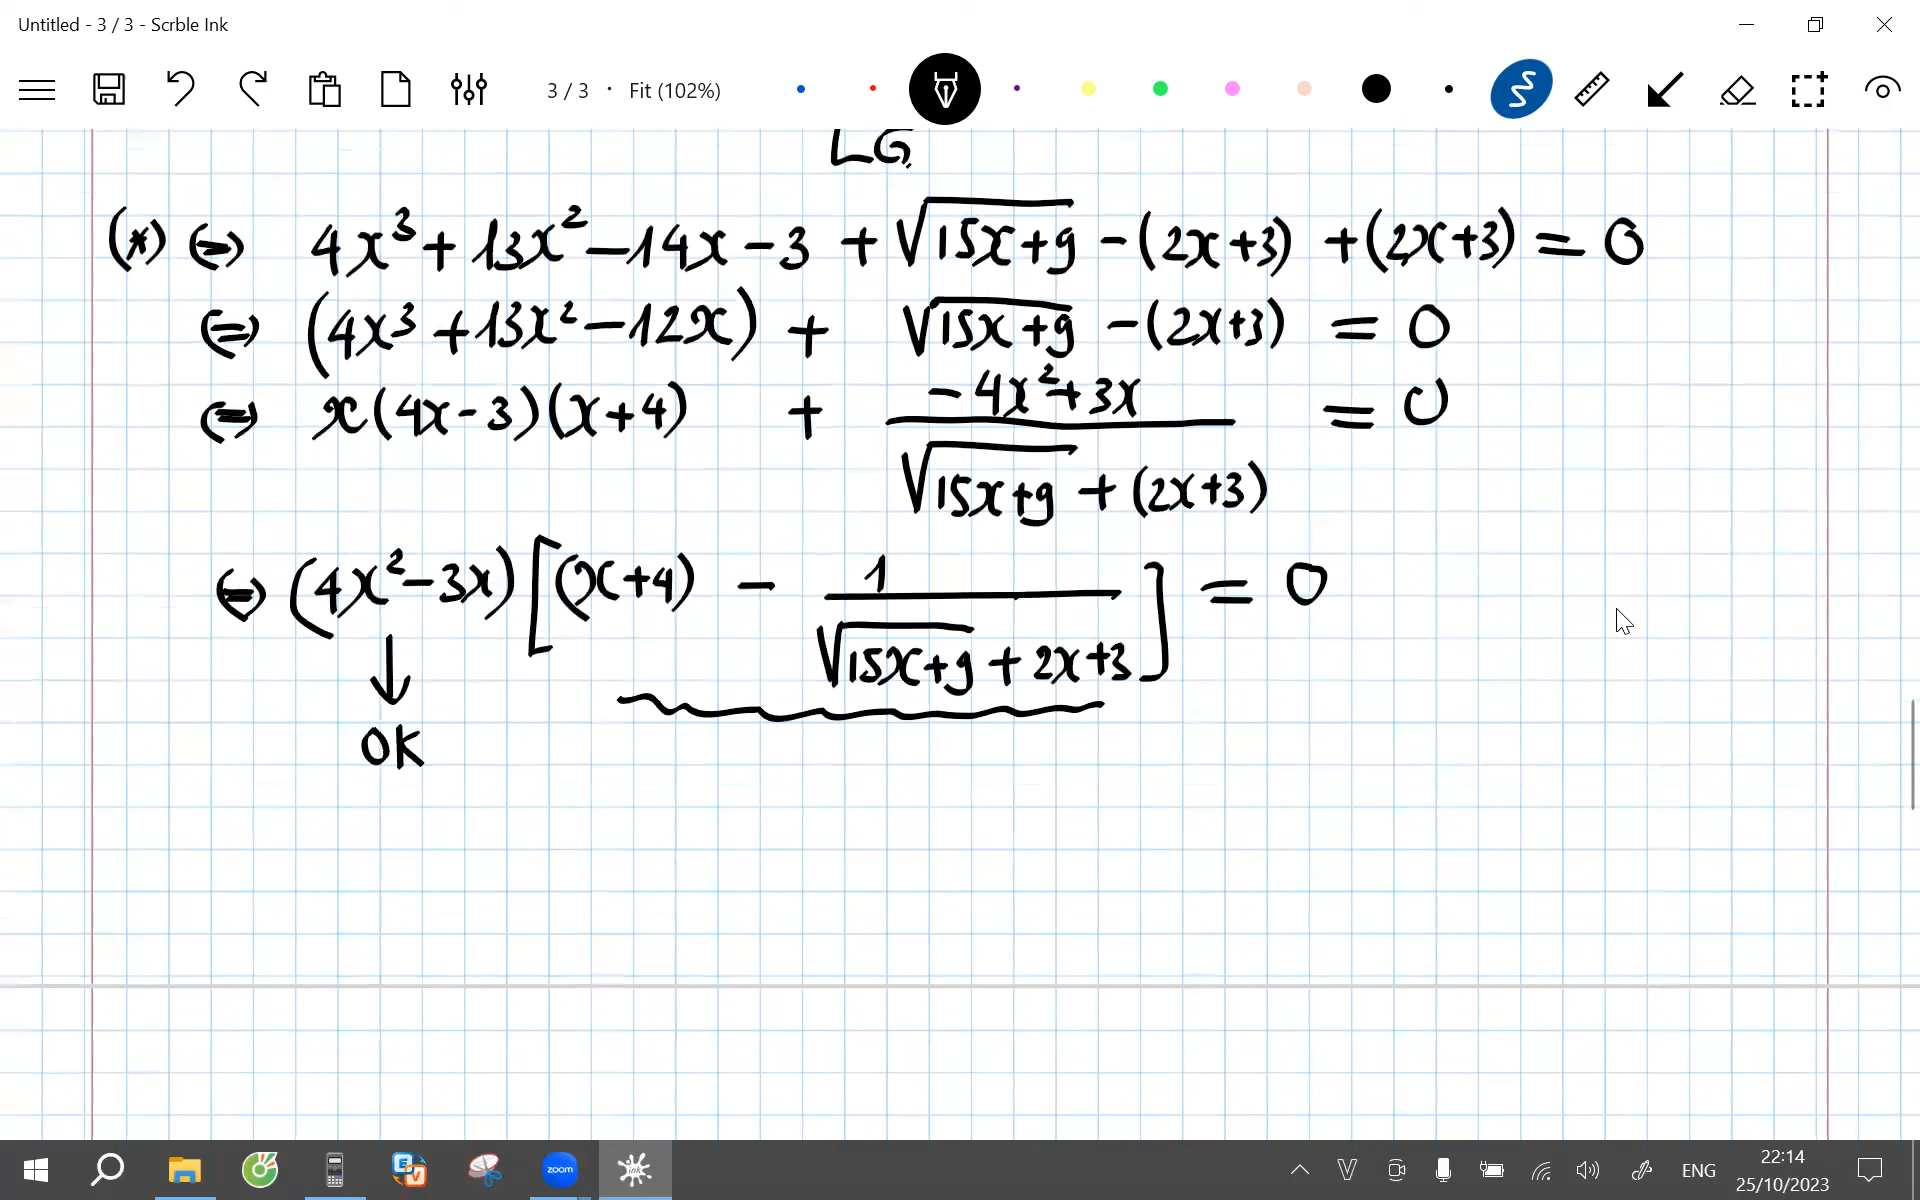 Untitled - 3 / 3 - Scrble Ink
3 / 3 · Fit (102%)
LG
(*) ⇔ 4x³ + 13x² − 14x − 3 + √(15x+9) − (2x+3) + (2x+3) = 0
⇔ (4x³ + 13x² − 12x) + √(15x+9) − (2x+3) = 0
⇔ x(4x−3)(x+4) + (−4x²+3x)/(√(15x+9) + (2x+3)) = 0
⇔ (4x²−3x)[(x+4) − 1/(√(15x+9) + 2x+3)] = 0
↓
OK
zoom
ink
ENG
22:14
25/10/2023